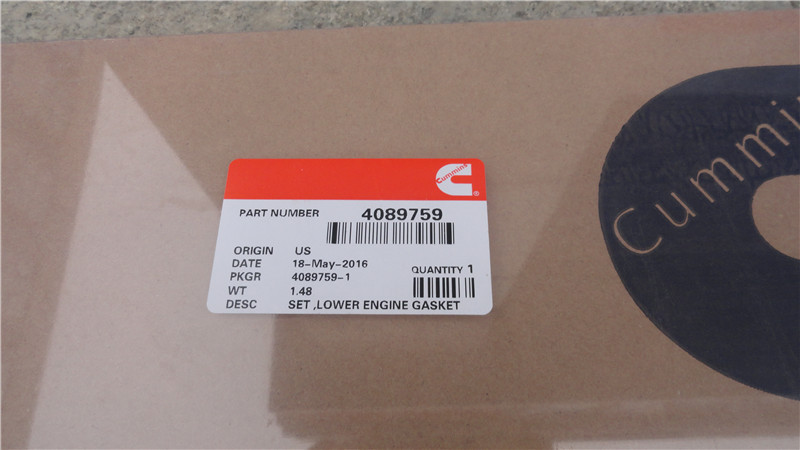 Cummins
PART NUMBER 4089759
ORIGIN US
DATE 18-May-2016
PKGR 4089759-1
QUANTITY 1
WT 1.48
DESC SET ,LOWER ENGINE GASKET
Cummin